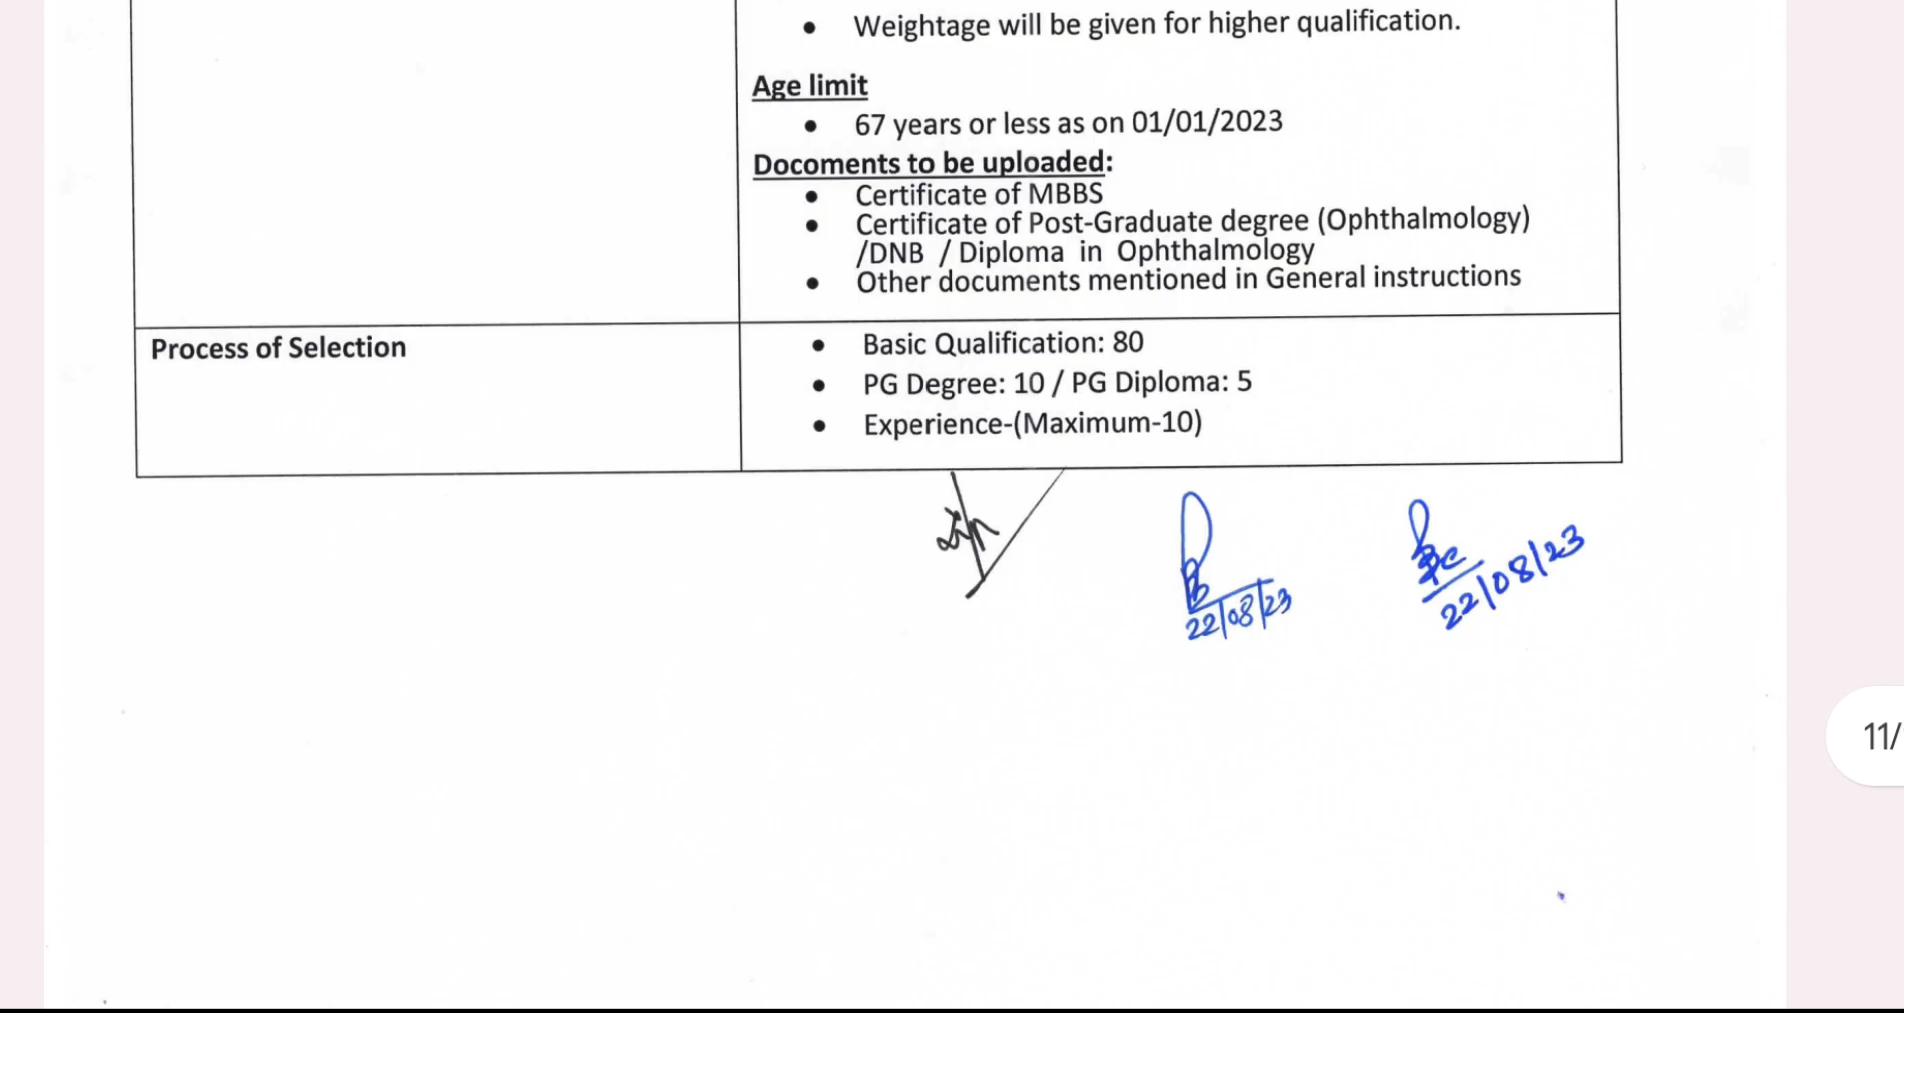 • Weightage will be given for higher qualification.
Age limit
• 67 years or less as on 01/01/2023
Docoments to be uploaded:
• Certificate of MBBS
• Certificate of Post-Graduate degree (Ophthalmology)
/DNB / Diploma in Ophthalmology
• Other documents mentioned in General instructions
Process of Selection
• Basic Qualification: 80
• PG Degree: 10 / PG Diploma: 5
• Experience-(Maximum-10)
22/08/23
22/08/23
11/